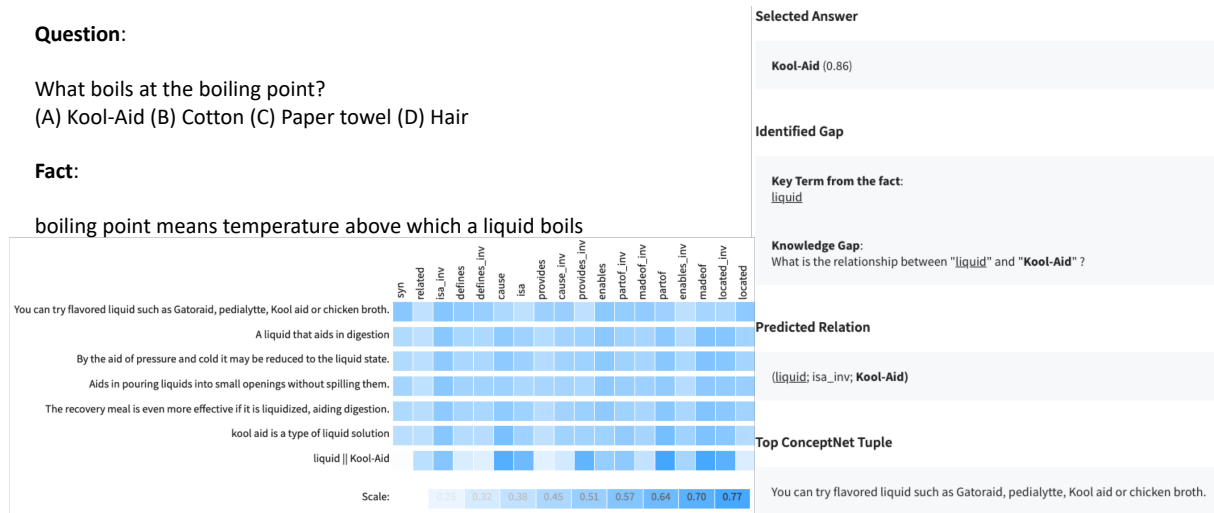 Question:
What boils at the boiling point?
(A) Kool-Aid (B) Cotton (C) Paper towel (D) Hair
Fact:
boiling point means temperature above which a liquid boils
syn
related
isa_inv
defines
defines_inv
cause
isa
provides
cause_inv
provides_inv
enables
partof_inv
madeof_inv
partof
enables_inv
madeof
located_inv
located
You can try flavored liquid such as Gatoraid, pedialytte, Kool aid or chicken broth.
A liquid that aids in digestion
By the aid of pressure and cold it may be reduced to the liquid state.
Aids in pouring liquids into small openings without spilling them.
The recovery meal is even more effective if it is liquidized, aiding digestion.
kool aid is a type of liquid solution
liquid || Kool-Aid
Scale: 0.25 0.32 0.38 0.45 0.51 0.57 0.64 0.70 0.77
Selected Answer
Kool-Aid (0.86)
Identified Gap
Key Term from the fact:
liquid
Knowledge Gap:
What is the relationship between "liquid" and "Kool-Aid" ?
Predicted Relation
(liquid; isa_inv; Kool-Aid)
Top ConceptNet Tuple
You can try flavored liquid such as Gatoraid, pedialytte, Kool aid or chicken broth.